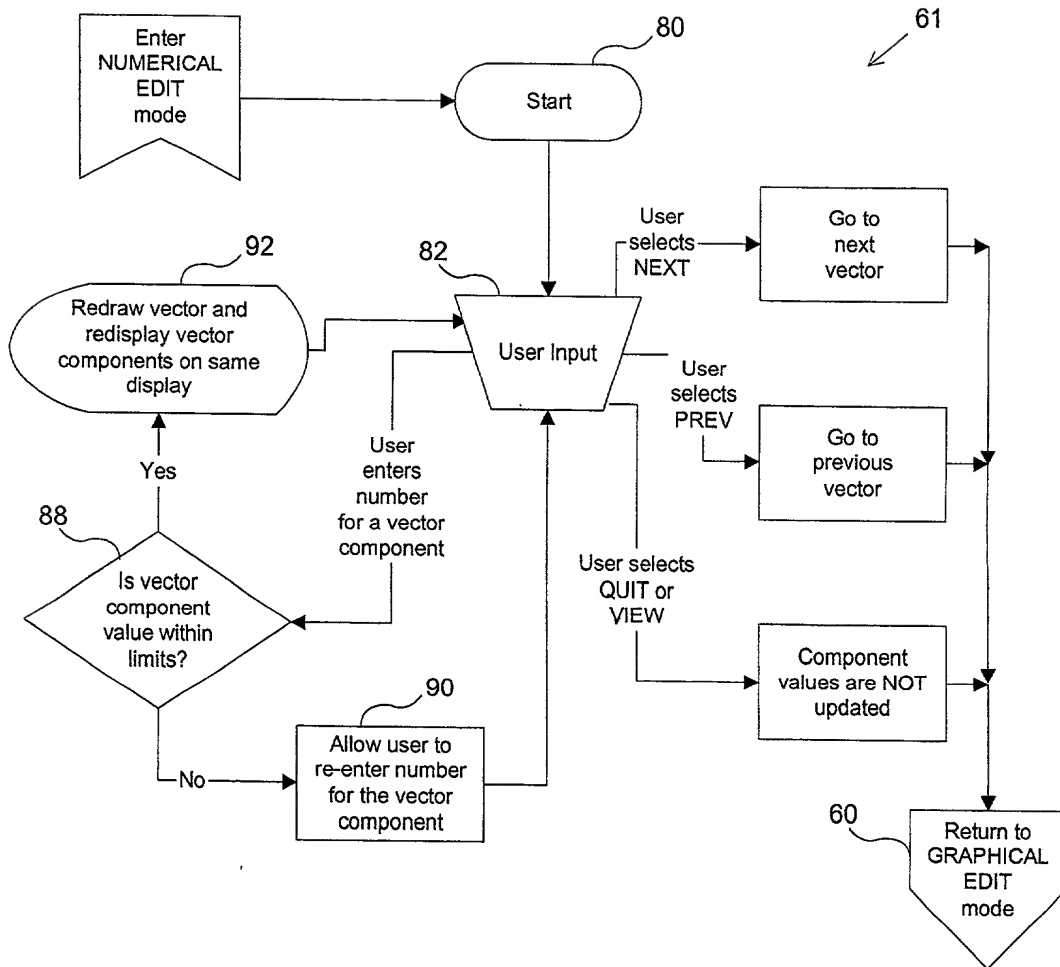 Enter
NUMERICAL
EDIT
mode
80
Start
61
User
selects
NEXT
Go to
next
vector
92
Redraw vector and
redisplay vector
components on same
display
82
User Input
User
selects
PREV
Go to
previous
vector
Yes
User
enters
number
for a vector
component
88
Is vector
component
value within
limits?
User selects
QUIT or
VIEW
Component
values are NOT
updated
No
90
Allow user to
re-enter number
for the vector
component
60
Return to
GRAPHICAL
EDIT
mode